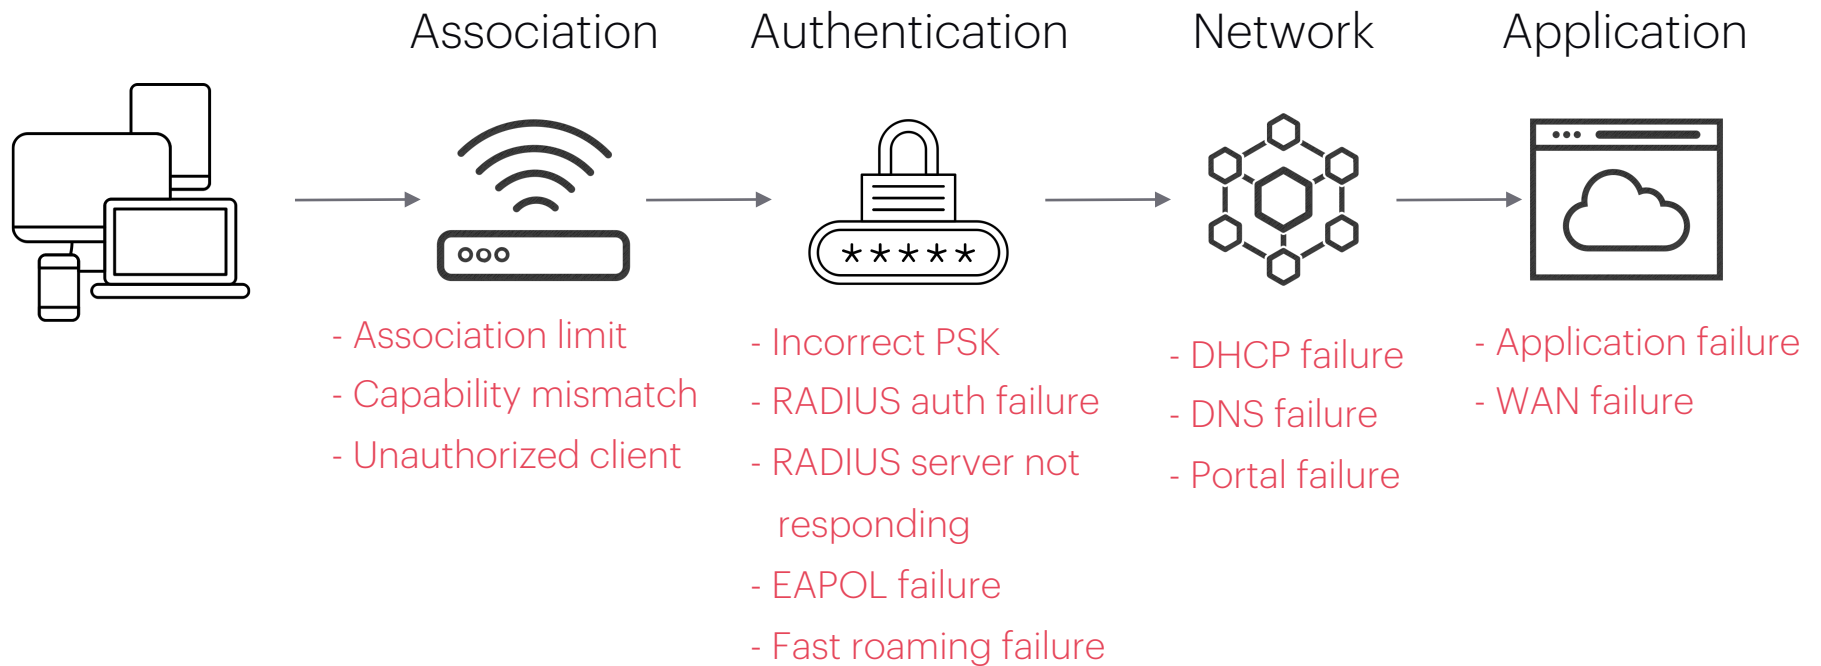 Association
- Association limit
- Capability mismatch
- Unauthorized client
Authentication
*****
- Incorrect PSK
- RADIUS auth failure
- RADIUS server not
responding
- EAPOL failure
- Fast roaming failure
Network
- DHCP failure
- DNS failure
- Portal failure
Application
- Application failure
- WAN failure